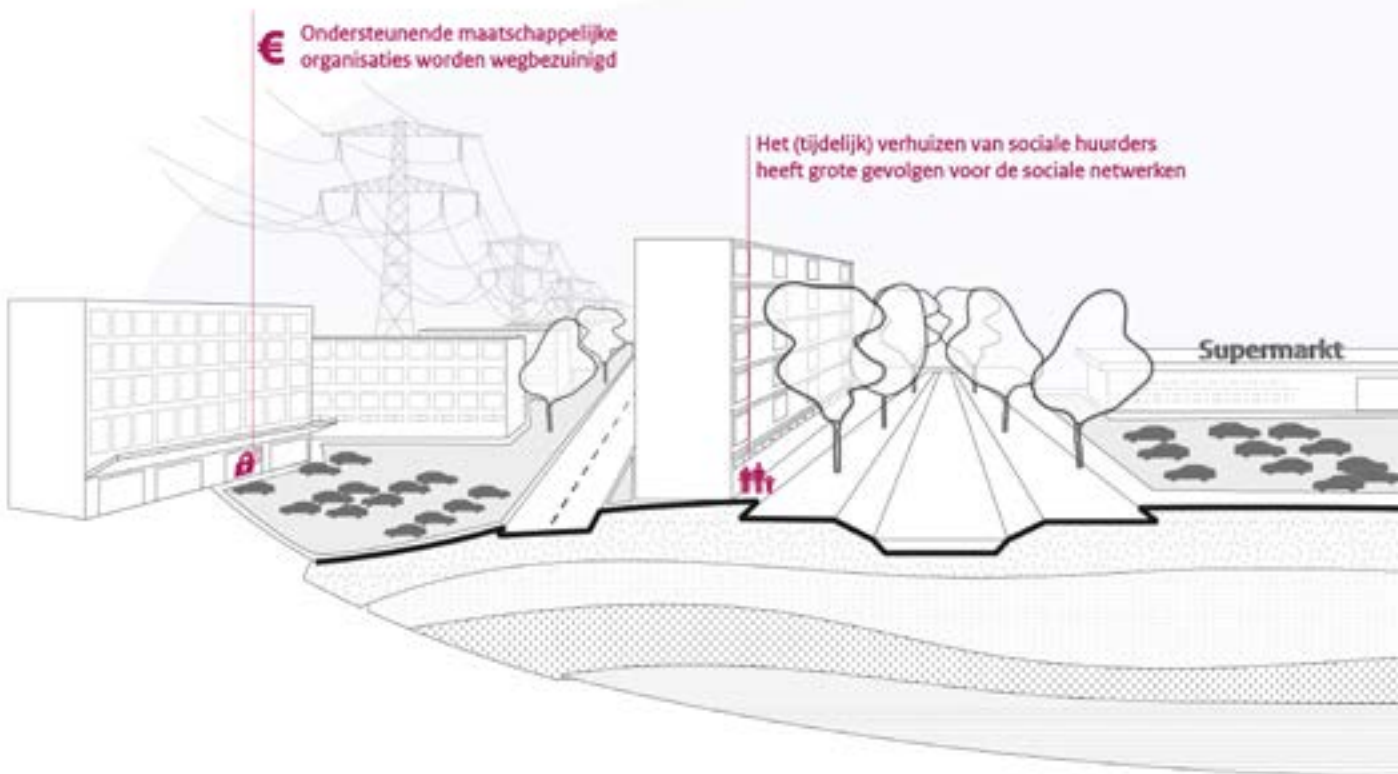 € Ondersteunende maatschappelijke
organisaties worden wegbezuinigd
Het (tijdelijk) verhuizen van sociale huurders
heeft grote gevolgen voor de sociale netwerken
Supermarkt